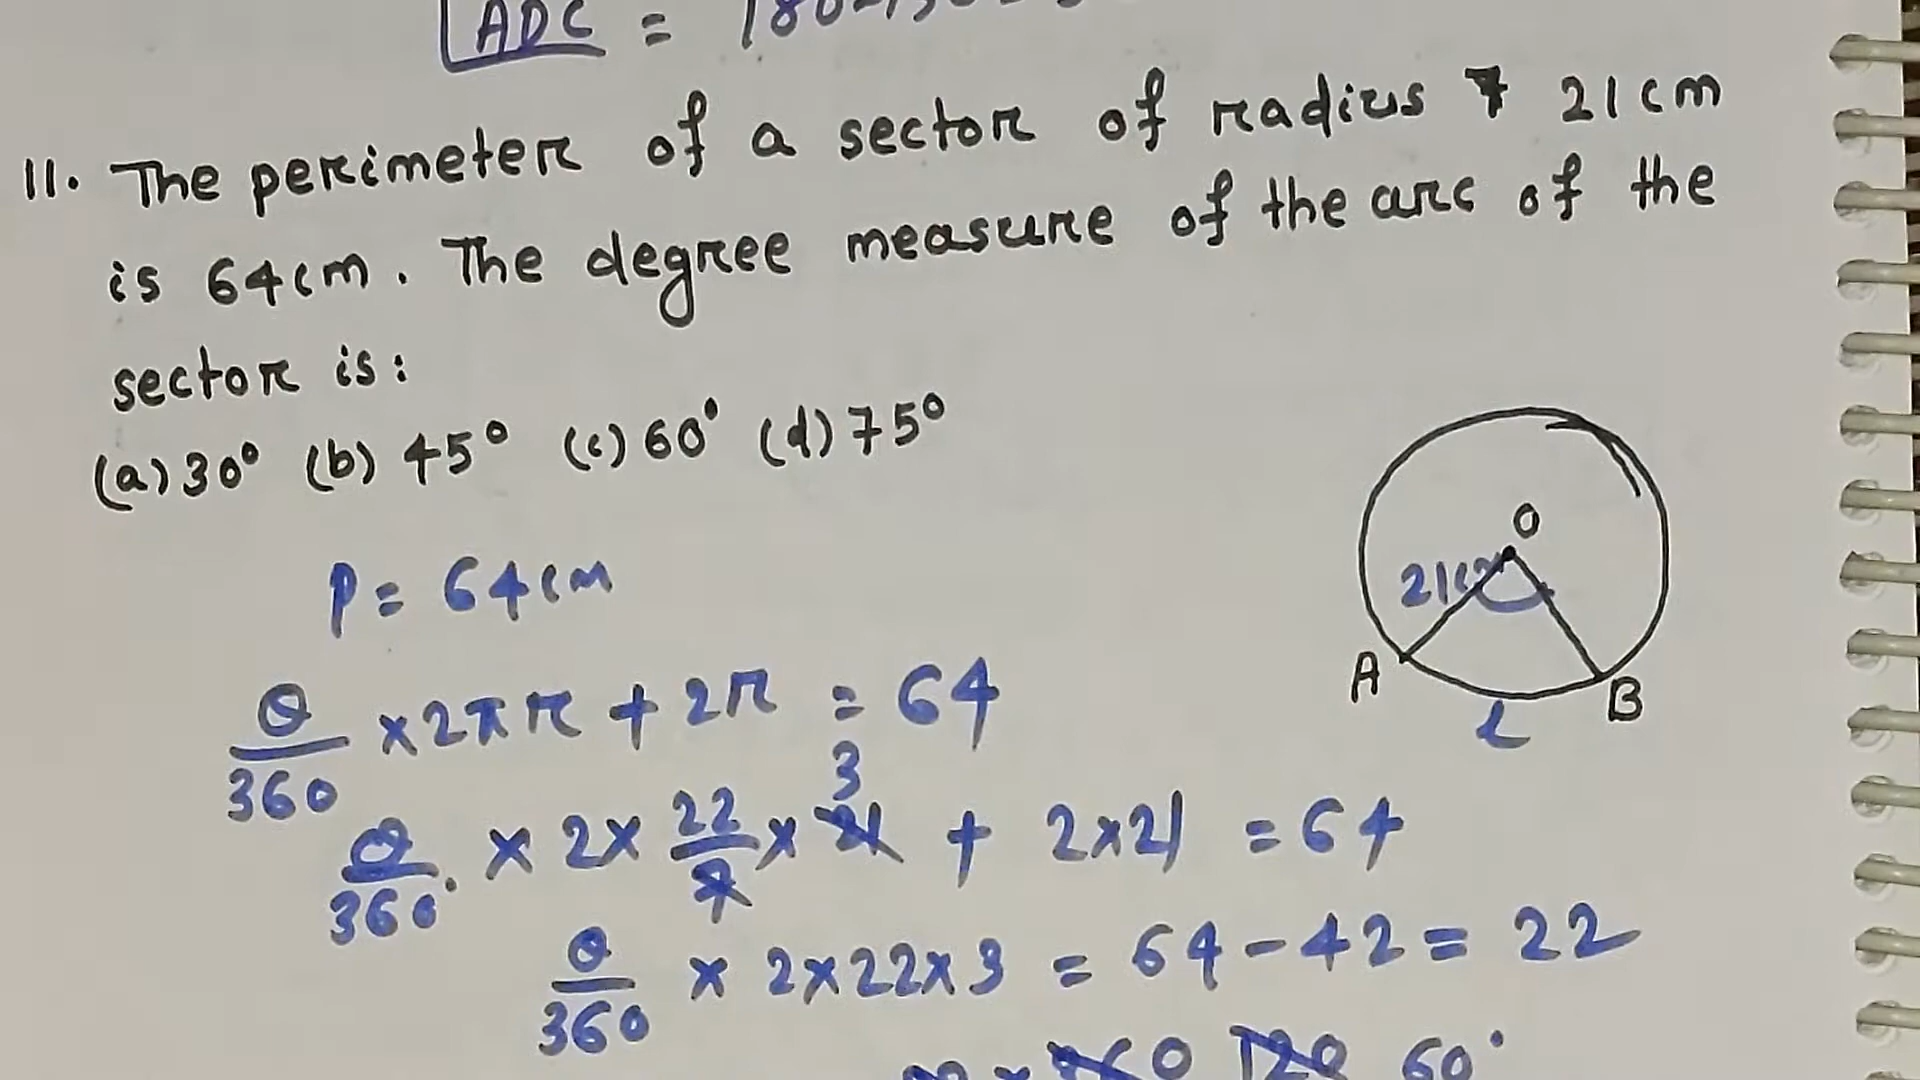 ADC = 180-
11. The perimeter of a sector of radius 21cm
is 64cm. The degree measure of the arc of the
sector is:
(a) 30° (b) 45° (c) 60° (d) 75°
O
21cm
A
B
l
P = 64cm
θ/360 × 2πr + 2r = 64
3
θ/360. × 2 × 22/7 × 21 + 2×21 = 64
θ/360 × 2×22×3 = 64-42 = 22
120 60°